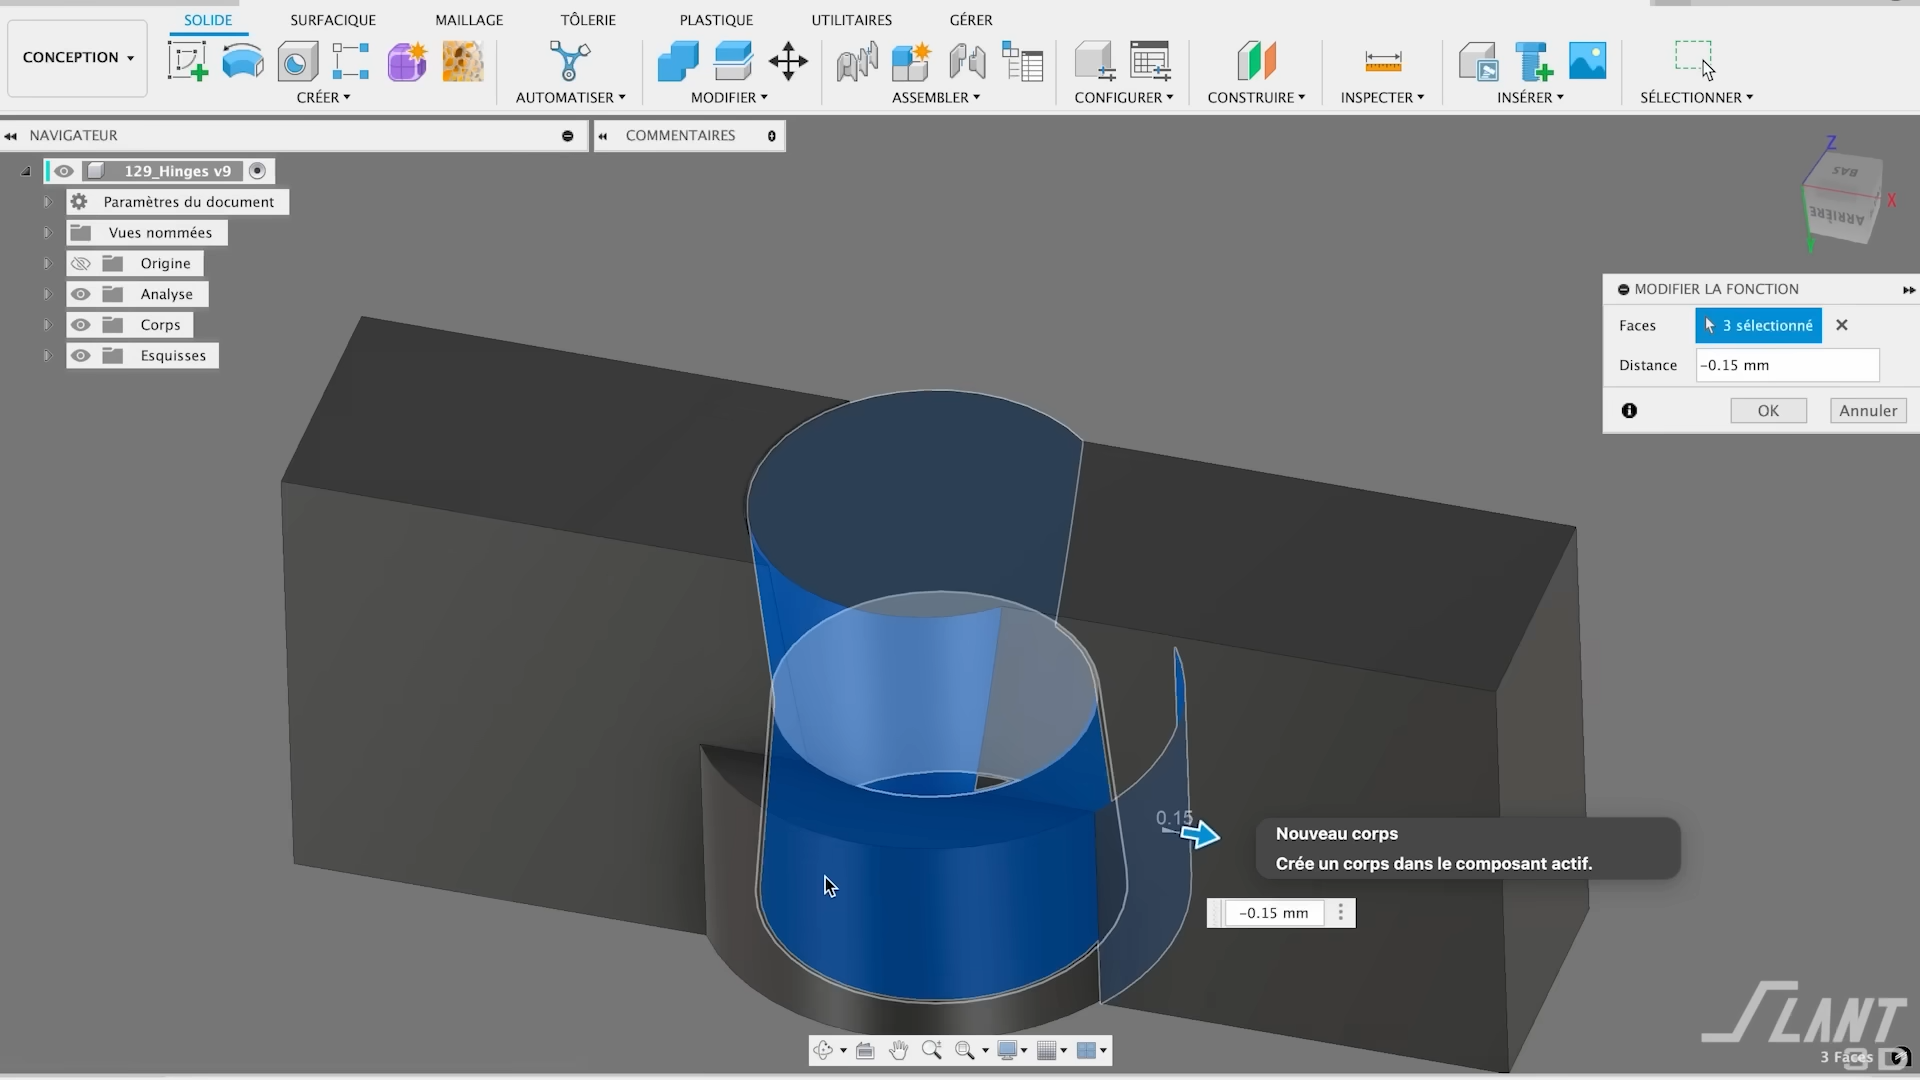 SOLIDE
SURFACIQUE
MAILLAGE
TÔLERIE
PLASTIQUE
UTILITAIRES
GÉRER
CONCEPTION
CRÉER
AUTOMATISER
MODIFIER
ASSEMBLER
CONFIGURER
CONSTRUIRE
INSPECTER
INSÉRER
SÉLECTIONNER
NAVIGATEUR
COMMENTAIRES
129_Hinges v9
Paramètres du document
Vues nommées
Origine
Analyse
Corps
Esquisses
Z
BAS
X
ARRIÈRE
Y
MODIFIER LA FONCTION
Faces
3 sélectionné
Distance
-0.15 mm
OK
Annuler
0.15
Nouveau corps
Crée un corps dans le composant actif.
-0.15 mm
SLANT
3D
3 Faces